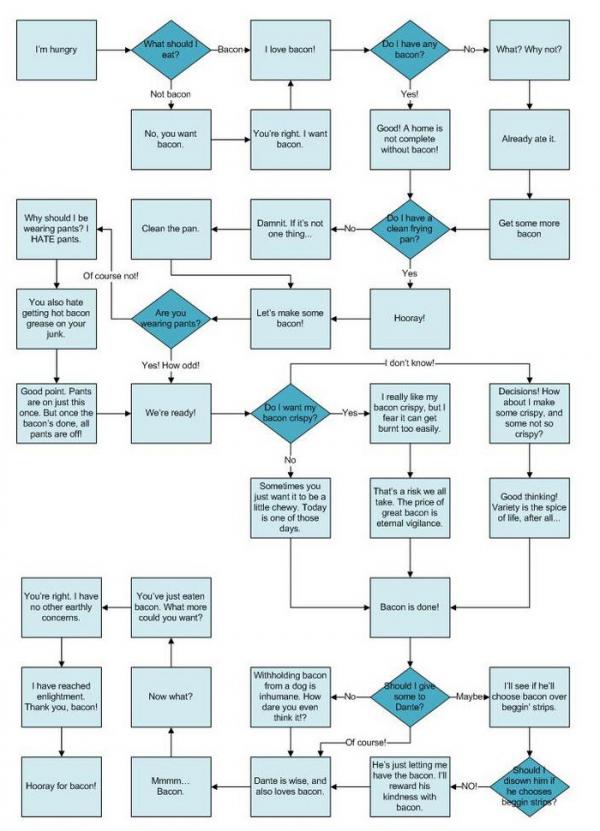 I'm hungry
What should I
eat?
Bacon
I love bacon!
Do I have any
bacon?
No
What? Why not?
Not bacon
Yes!
No, you want
bacon.
You're right. I want
bacon.
Good! A home is
not complete
without bacon!
Already ate it.
Why should I be
wearing pants? I
HATE pants.
Clean the pan.
Damnit. If it's not
one thing...
No
Do I have a
clean frying
pan?
Get some more
bacon
Of course not!
Yes
You also hate
getting hot bacon
grease on your
junk.
Are you
wearing pants?
Let's make some
bacon!
Hooray!
Yes! How odd!
I don't know!
Good point. Pants
are on just this
once. But once the
bacon's done, all
pants are off!
We're ready!
Do I want my
bacon crispy?
Yes
I really like my
bacon crispy, but I
fear it can get
burnt too easily.
Decisions! How
about I make
some crispy, and
some not so
crispy?
No
Sometimes you
just want it to be a
little chewy. Today
is one of those
days.
That's a risk we all
take. The price of
great bacon is
eternal vigilance.
Good thinking!
Variety is the spice
of life, after all...
You're right. I have
no other earthly
concerns.
You've just eaten
bacon. What more
could you want?
Bacon is done!
I have reached
enlightment.
Thank you, bacon!
Now what?
Withholding bacon
from a dog is
inhumane. How
dare you even
think it!?
No
Should I give
some to
Dante?
Maybe
I'll see if he'll
choose bacon over
beggin' strips.
Of course!
Hooray for bacon!
Mmmm...
Bacon.
Dante is wise, and
also loves bacon.
He's just letting me
have the bacon. I'll
reward his
kindness with
bacon.
NO!
Should I
disown him if
he chooses
beggin strips?